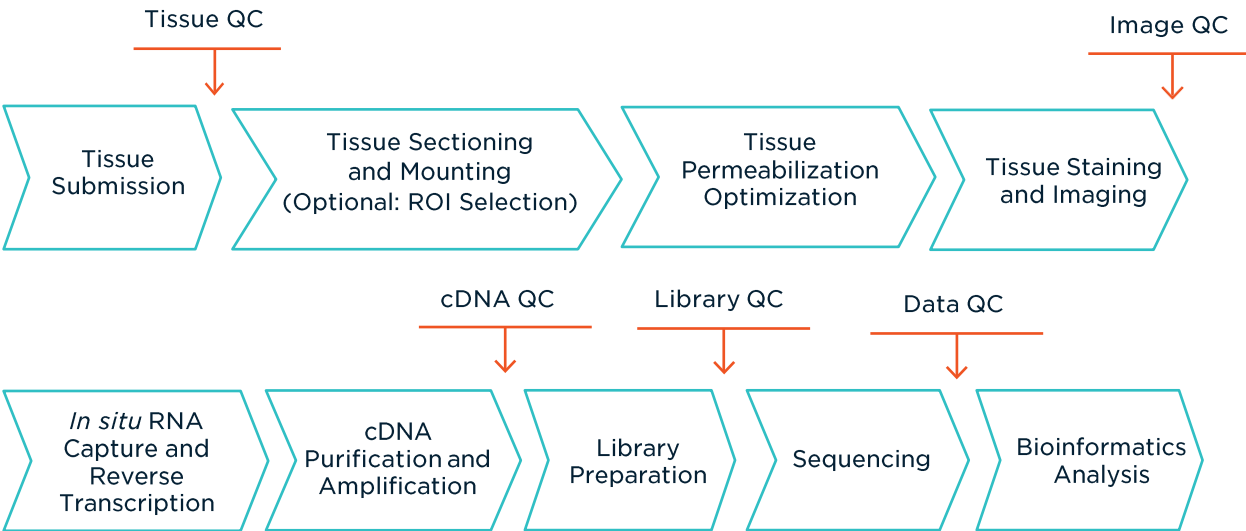 Tissue QC
Image QC
Tissue
Submission
Tissue Sectioning
and Mounting
(Optional: ROI Selection)
Tissue
Permeabilization
Optimization
Tissue Staining
and Imaging
cDNA QC
Library QC
Data QC
In situ RNA
Capture and
Reverse
Transcription
cDNA
Purification and
Amplification
Library
Preparation
Sequencing
Bioinformatics
Analysis